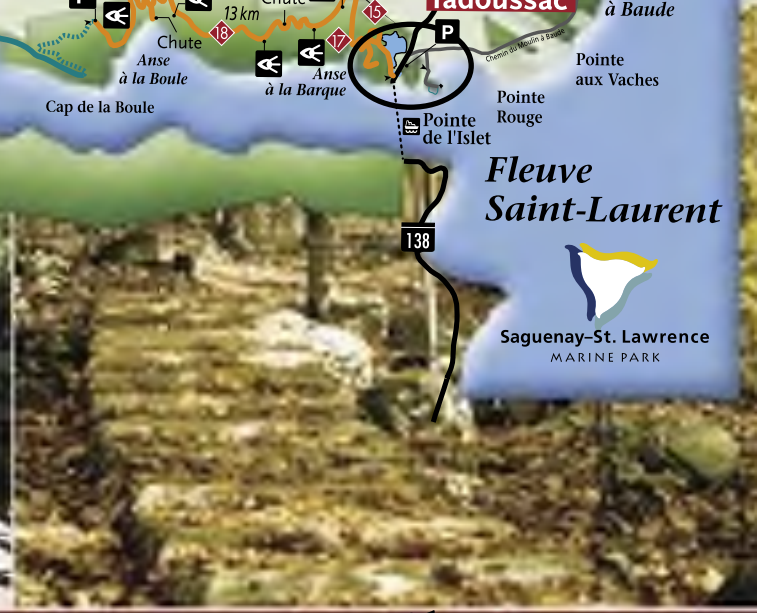 Tadoussac
à Baude
15
P
13 km
Chute
18
17
Chute
Chemin du Moulin à Baude
Anse
à la Boule
Anse
à la Barque
Pointe
aux Vaches
Cap de la Boule
Pointe
Rouge
Pointe
de l'Islet
Fleuve
Saint-Laurent
138
Saguenay–St. Lawrence
MARINE PARK